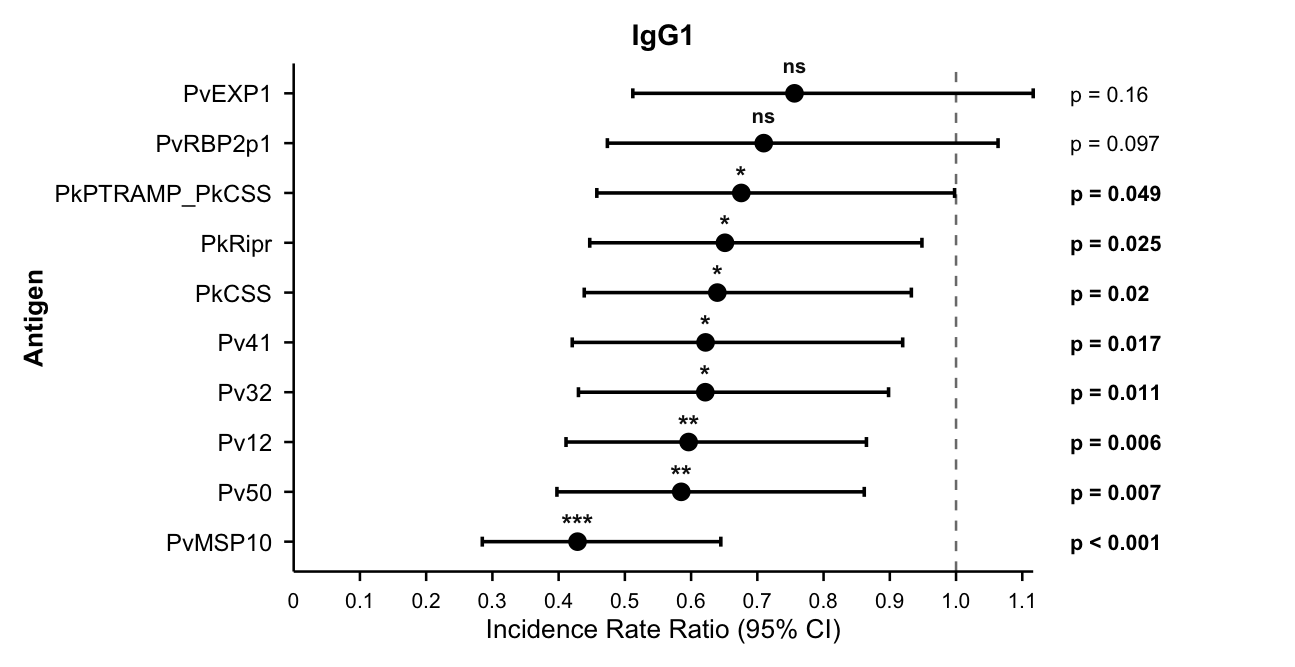 IgG1
ns
PvEXP1 p = 0.16
ns
PvRBP2p1 p = 0.097
*
PkPTRAMP_PkCSS p = 0.049
*
PkRipr p = 0.025
*
PkCSS p = 0.02
*
Pv41 p = 0.017
*
Pv32 p = 0.011
**
Pv12 p = 0.006
**
Pv50 p = 0.007
***
PvMSP10 p < 0.001
Antigen
0 0.1 0.2 0.3 0.4 0.5 0.6 0.7 0.8 0.9 1.0 1.1
Incidence Rate Ratio (95% CI)